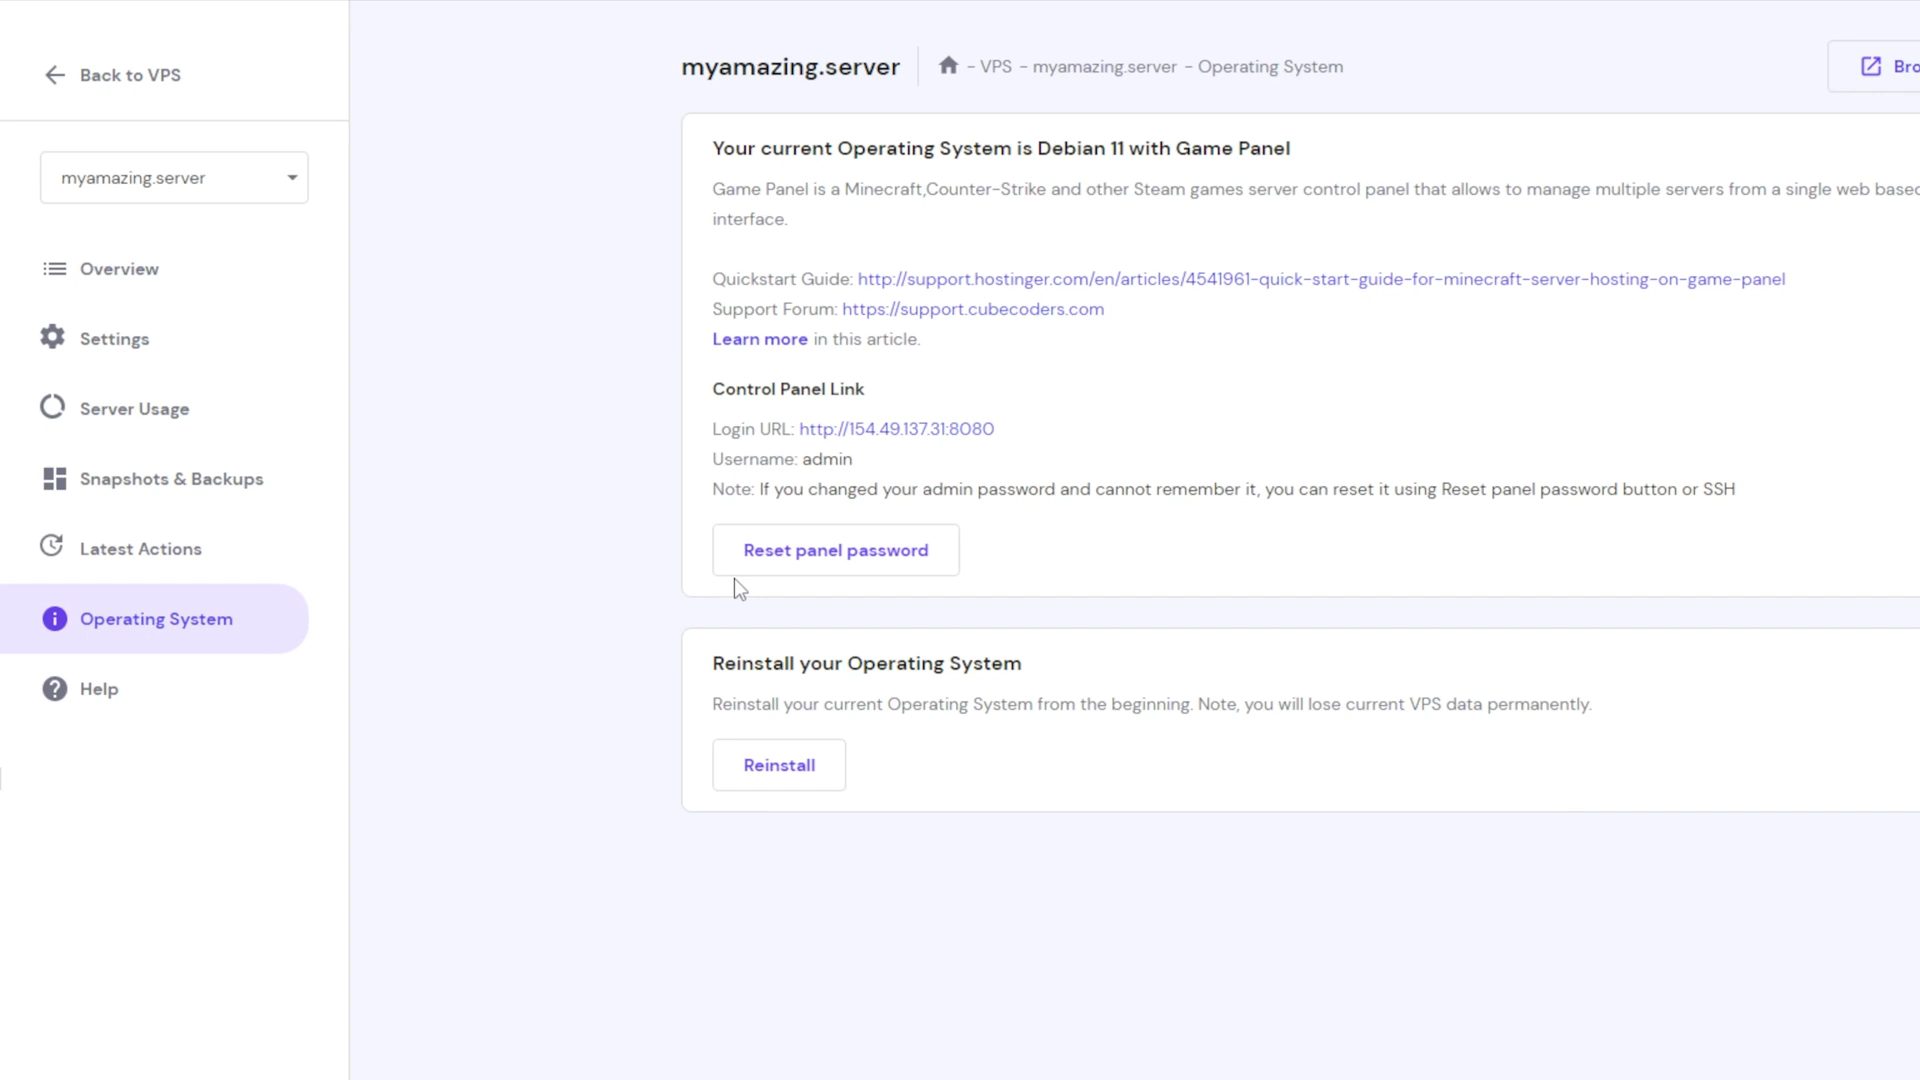 Back to VPS
myamazing.server
Overview
Settings
Server Usage
Snapshots & Backups
Latest Actions
Operating System
Help
myamazing.server
- VPS - myamazing.server - Operating System
Bro
Your current Operating System is Debian 11 with Game Panel
Game Panel is a Minecraft,Counter-Strike and other Steam games server control panel that allows to manage multiple servers from a single web based
interface.
Quickstart Guide: http://support.hostinger.com/en/articles/4541961-quick-start-guide-for-minecraft-server-hosting-on-game-panel
Support Forum: https://support.cubecoders.com
Learn more in this article.
Control Panel Link
Login URL: http://154.49.137.31:8080
Username: admin
Note: If you changed your admin password and cannot remember it, you can reset it using Reset panel password button or SSH
Reset panel password
Reinstall your Operating System
Reinstall your current Operating System from the beginning. Note, you will lose current VPS data permanently.
Reinstall